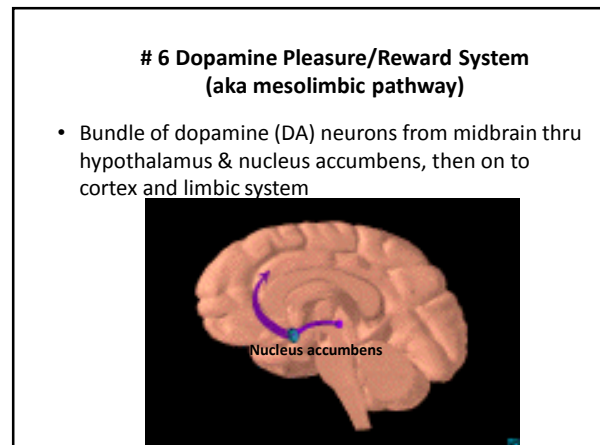 # 6 Dopamine Pleasure/Reward System
(aka mesolimbic pathway)
• Bundle of dopamine (DA) neurons from midbrain thru
hypothalamus & nucleus accumbens, then on to
cortex and limbic system
Nucleus accumbens